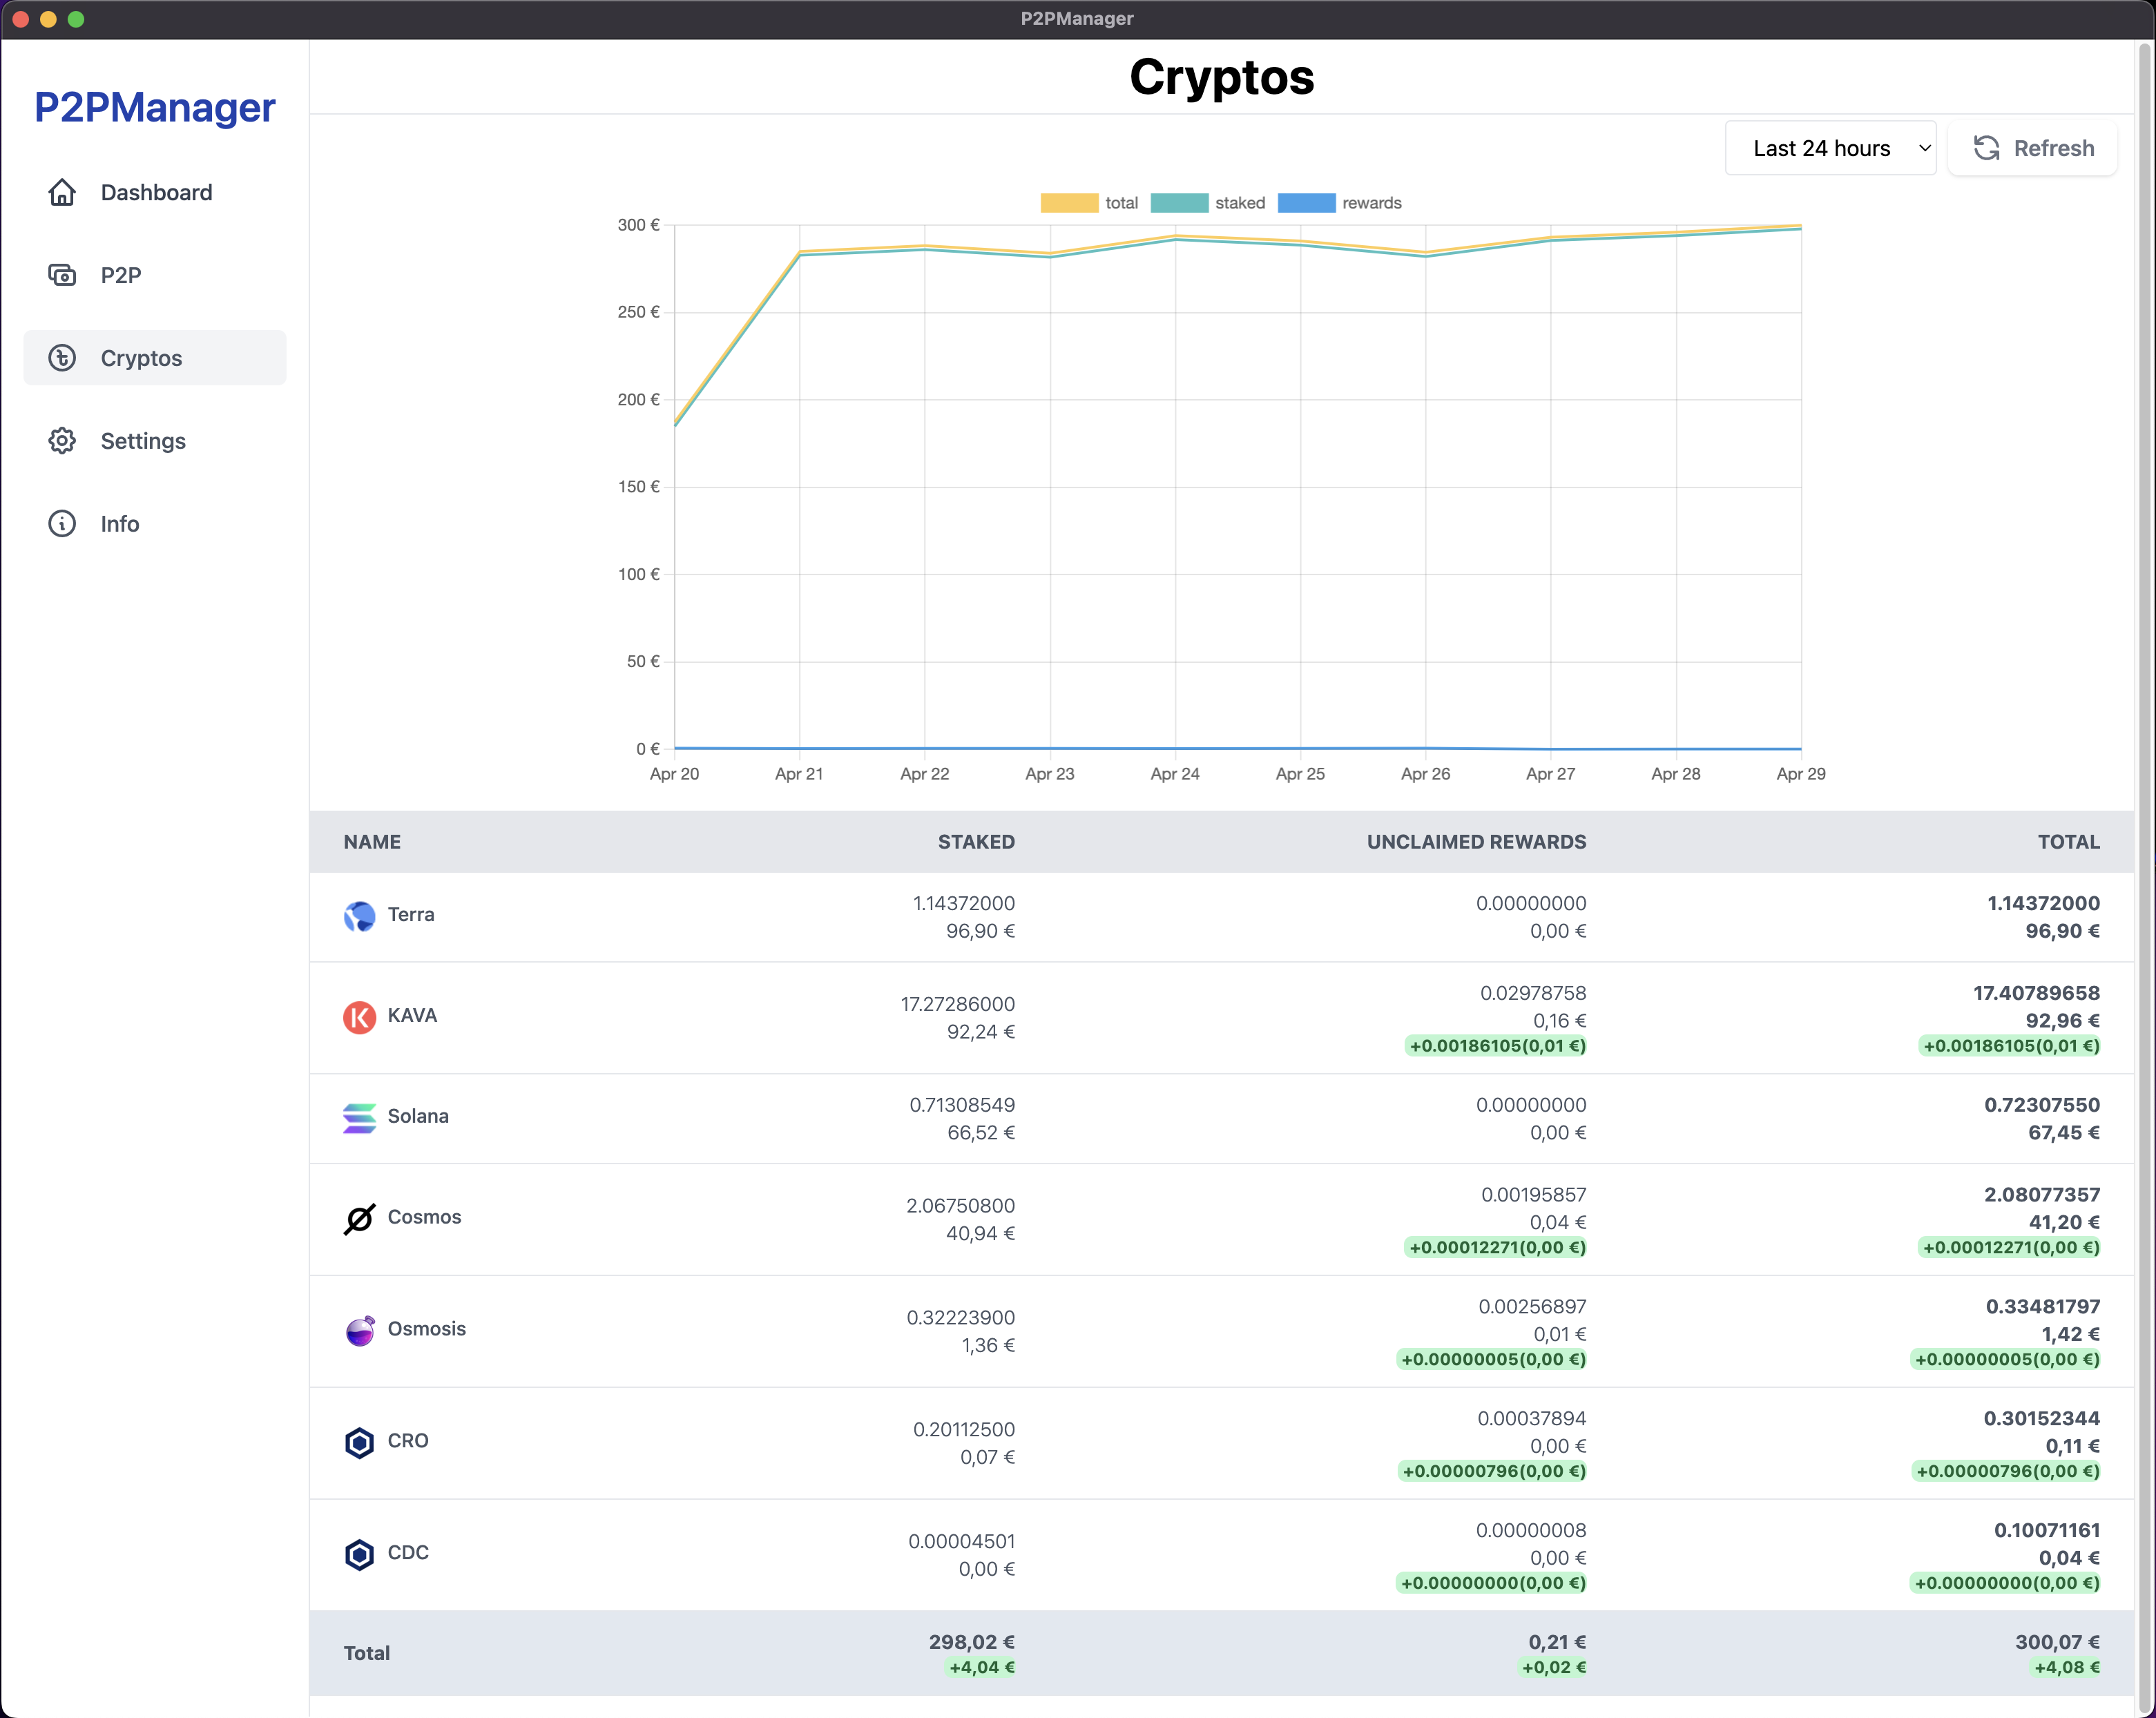 P2PManager
P2PManager
Dashboard
P2P
Cryptos
Settings
Info
Cryptos
Last 24 hours
Refresh
total staked rewards
300 €
250 €
200 €
150 €
100 €
50 €
0 €
Apr 20 Apr 21 Apr 22 Apr 23 Apr 24 Apr 25 Apr 26 Apr 27 Apr 28 Apr 29
NAME STAKED UNCLAIMED REWARDS TOTAL
Terra
1.14372000 0.00000000 1.14372000
96,90 € 0,00 € 96,90 €
KAVA
17.27286000 0.02978758 17.40789658
92,24 € 0,16 € 92,96 €
+0.00186105(0,01 €) +0.00186105(0,01 €)
Solana
0.71308549 0.00000000 0.72307550
66,52 € 0,00 € 67,45 €
Cosmos
2.06750800 0.00195857 2.08077357
40,94 € 0,04 € 41,20 €
+0.00012271(0,00 €) +0.00012271(0,00 €)
Osmosis
0.32223900 0.00256897 0.33481797
1,36 € 0,01 € 1,42 €
+0.00000005(0,00 €) +0.00000005(0,00 €)
CRO
0.20112500 0.00037894 0.30152344
0,07 € 0,00 € 0,11 €
+0.00000796(0,00 €) +0.00000796(0,00 €)
CDC
0.00004501 0.00000008 0.10071161
0,00 € 0,00 € 0,04 €
+0.00000000(0,00 €) +0.00000000(0,00 €)
Total
298,02 € 0,21 € 300,07 €
+4,04 € +0,02 € +4,08 €